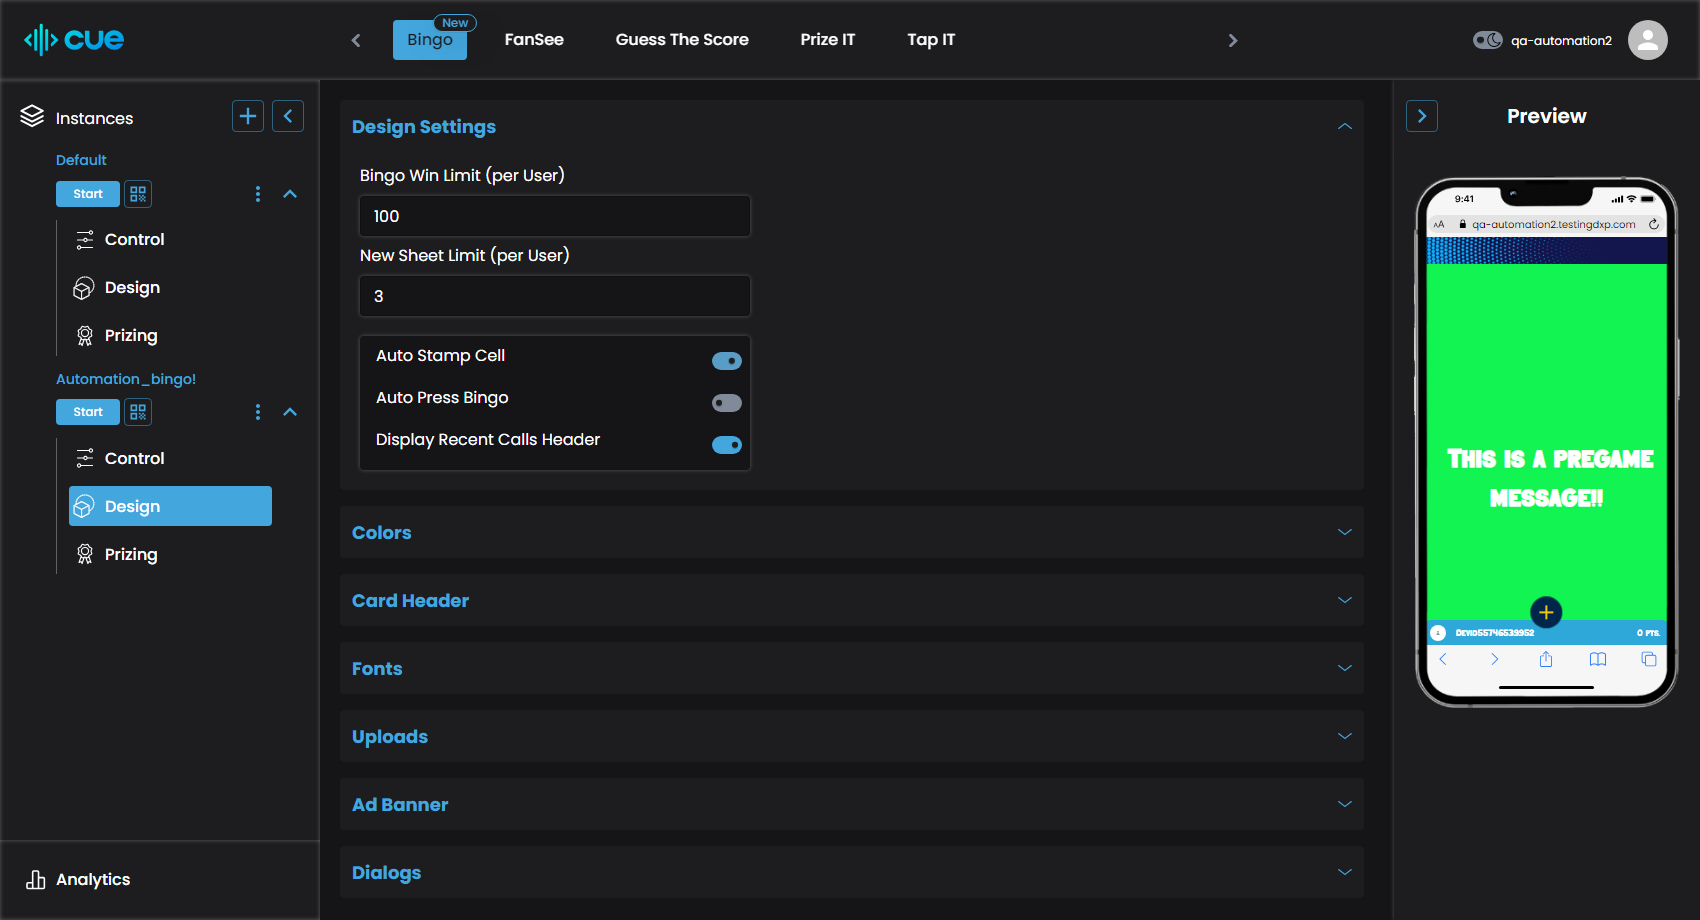 cue
Bingo
New
FanSee
Guess The Score
Prize IT
Tap IT
qa-automation2
Instances
Default
Start
Control
Design
Prizing
Automation_bingo!
Start
Control
Design
Prizing
Analytics
Design Settings
Bingo Win Limit (per User)
100
New Sheet Limit (per User)
3
Auto Stamp Cell
Auto Press Bingo
Display Recent Calls Header
Colors
Card Header
Fonts
Uploads
Ad Banner
Dialogs
Preview
9:41
AA qa-automation2.testingdxp.com
THIS IS A PREGAME
MESSAGE!!
0 PTS.